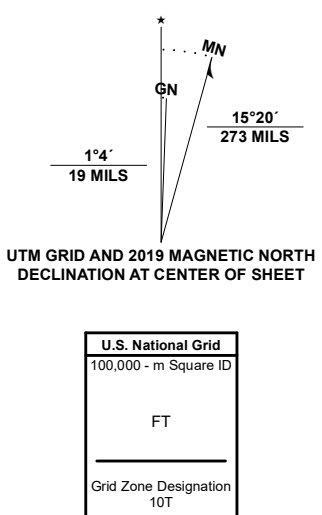 ★
MN
GN
15°20´
273 MILS
1°4´
19 MILS
UTM GRID AND 2019 MAGNETIC NORTH
DECLINATION AT CENTER OF SHEET
U.S. National Grid
100,000 - m Square ID
FT
Grid Zone Designation
10T